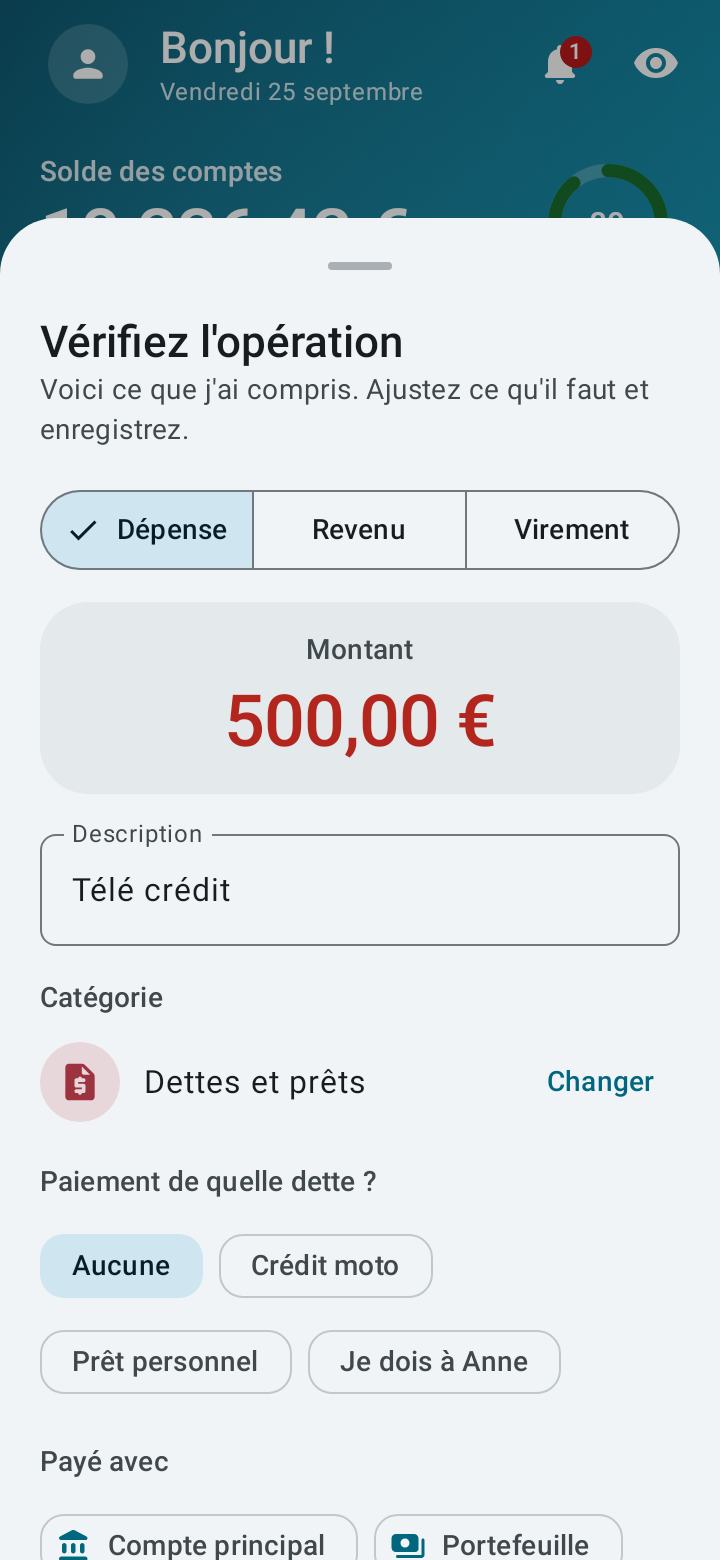 Bonjour !
1
Vendredi 25 septembre
Solde des comptes
Vérifiez l'opération
Voici ce que j'ai compris. Ajustez ce qu'il faut et
enregistrez.
Dépense
Revenu
Virement
Montant
500,00 €
Description
Télé crédit
Catégorie
Dettes et prêts
Changer
Paiement de quelle dette ?
Aucune
Crédit moto
Prêt personnel
Je dois à Anne
Payé avec
Compte principal
Portefeuille